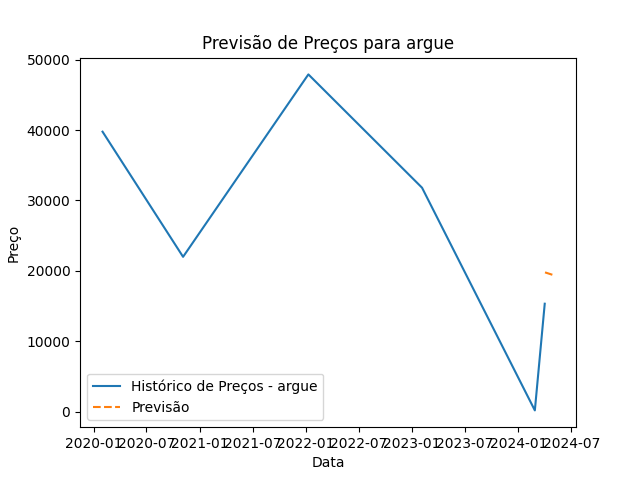 Previsão de Preços para argue
Preço
50000
40000
30000
20000
10000
0
Histórico de Preços - argue
Previsão
2020-01 2020-07 2021-01 2021-07 2022-01 2022-07 2023-01 2023-07 2024-01 2024-07
Data